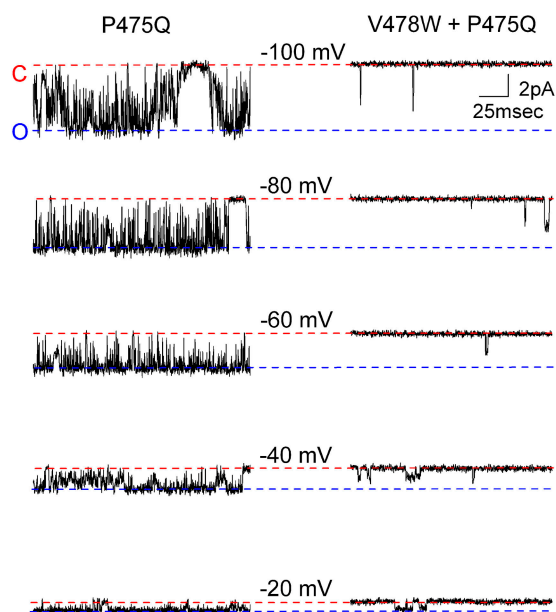 P475Q
V478W + P475Q
-100 mV
C
2pA
25msec
O
-80 mV
-60 mV
-40 mV
-20 mV